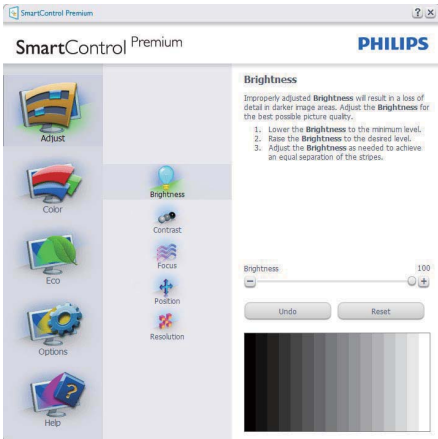 SmartControl Premium
? ×
SmartControl Premium
PHILIPS
Adjust
Color
Eco
Options
Help
Brightness
Contrast
Focus
Position
Resolution
Brightness
Improperly adjusted Brightness will result in a loss of
detail in darker image areas. Adjust the Brightness for
the best possible picture quality.
1. Lower the Brightness to the minimum level.
2. Raise the Brightness to the desired level.
3. Adjust the Brightness as needed to achieve
an equal separation of the stripes.
Brightness 100
Undo Reset